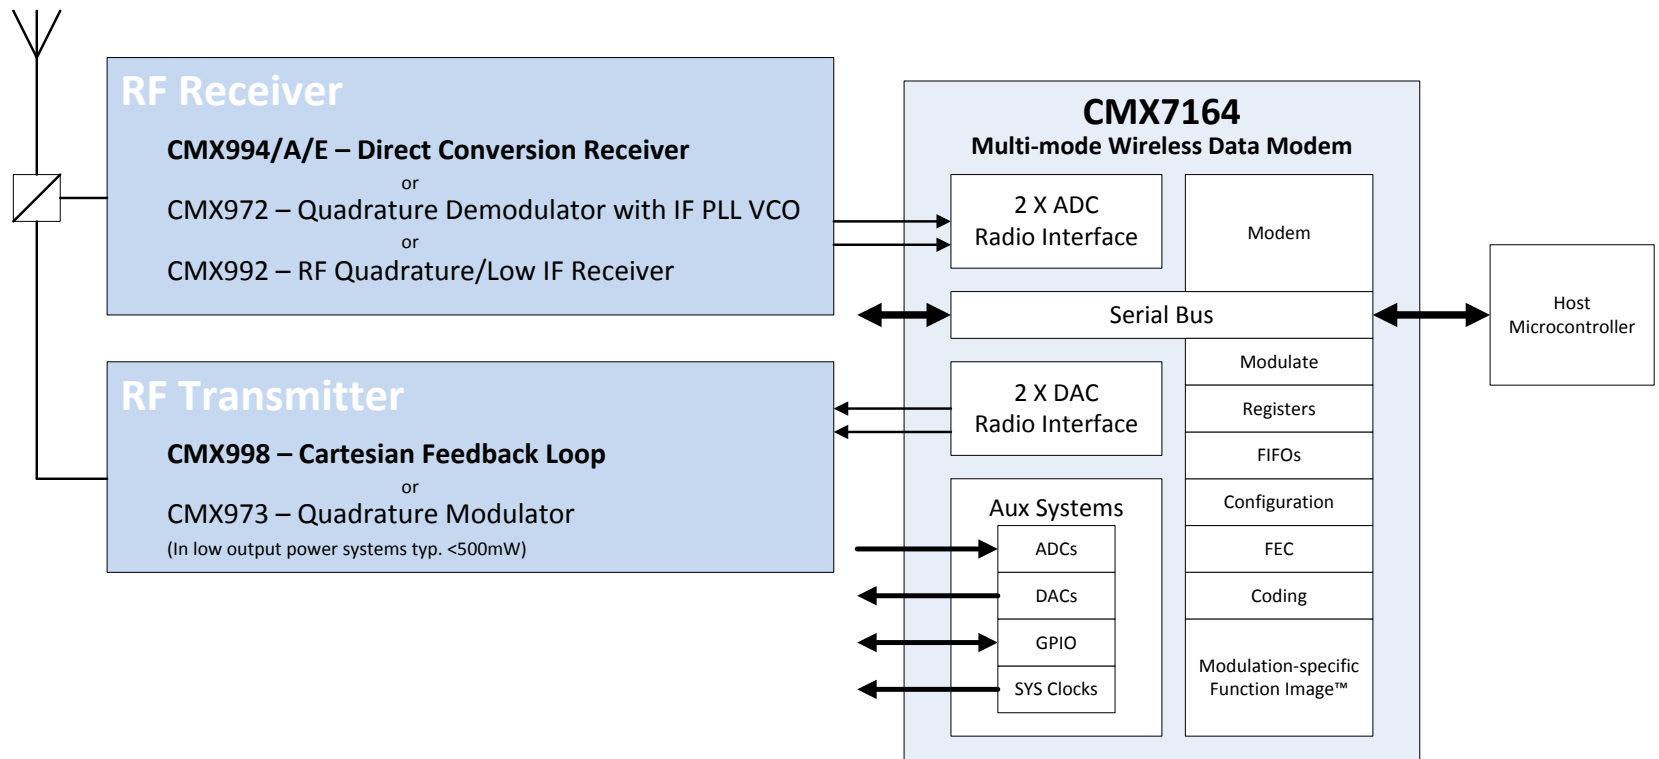 RF Receiver
CMX994/A/E – Direct Conversion Receiver
or
CMX972 – Quadrature Demodulator with IF PLL VCO
or
CMX992 – RF Quadrature/Low IF Receiver
RF Transmitter
CMX998 – Cartesian Feedback Loop
or
CMX973 – Quadrature Modulator
(In low output power systems typ. <500mW)
CMX7164
Multi-mode Wireless Data Modem
2 X ADC
Radio Interface
Modem
Serial Bus
2 X DAC
Radio Interface
Modulate
Registers
FIFOs
Configuration
FEC
Coding
Modulation-specific
Function Image™
Aux Systems
ADCs
DACs
GPIO
SYS Clocks
Host
Microcontroller